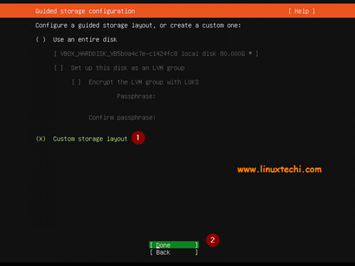 Guided storage configuration [ Help ]
Configure a guided storage layout, or create a custom one:
( ) Use an entire disk
[ VBOX_HARDDISK_VB5b0a4c7e-c1424fc8 local disk 80.000G ▾ ]
[ ] Set up this disk as an LVM group
[ ] Encrypt the LVM group with LUKS
Passphrase:
Confirm passphrase:
(X) Custom storage layout 1
www.linuxtechi.com
2
[ Done ]
[ Back ]